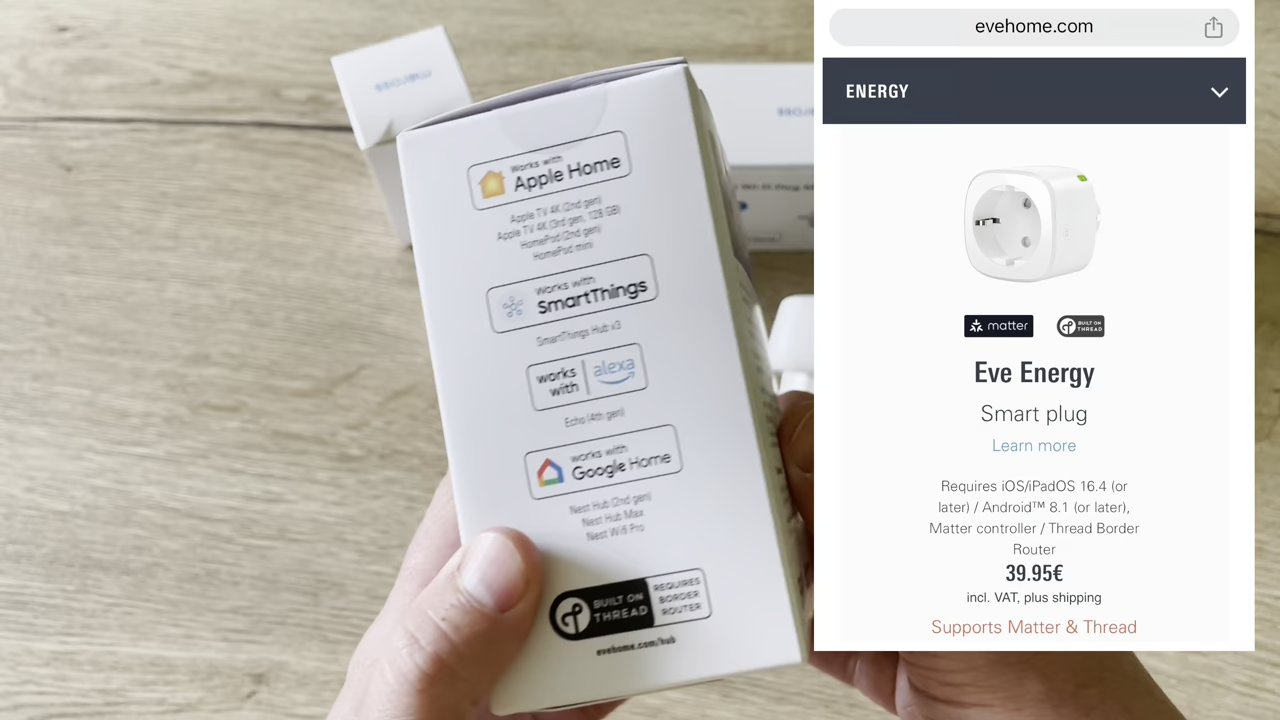 meross
Works with
Apple Home
Apple TV 4K (2nd gen)
Apple TV 4K (3rd gen, 128 GB)
HomePod (2nd gen)
HomePod mini
Works with
SmartThings
SmartThings Hub v3
works with
alexa
Echo (4th gen)
works with
Google Home
Nest Hub (2nd gen)
Nest Hub Max
Nest Wifi Pro
BUILT ON
THREAD
REQUIRES
BORDER
ROUTER
evehome.com/hub
evehome.com
ENERGY
matter
BUILT ON
THREAD
Eve Energy
Smart plug
Learn more
Requires iOS/iPadOS 16.4 (or
later) / Android™ 8.1 (or later),
Matter controller / Thread Border
Router
39.95€
incl. VAT, plus shipping
Supports Matter & Thread